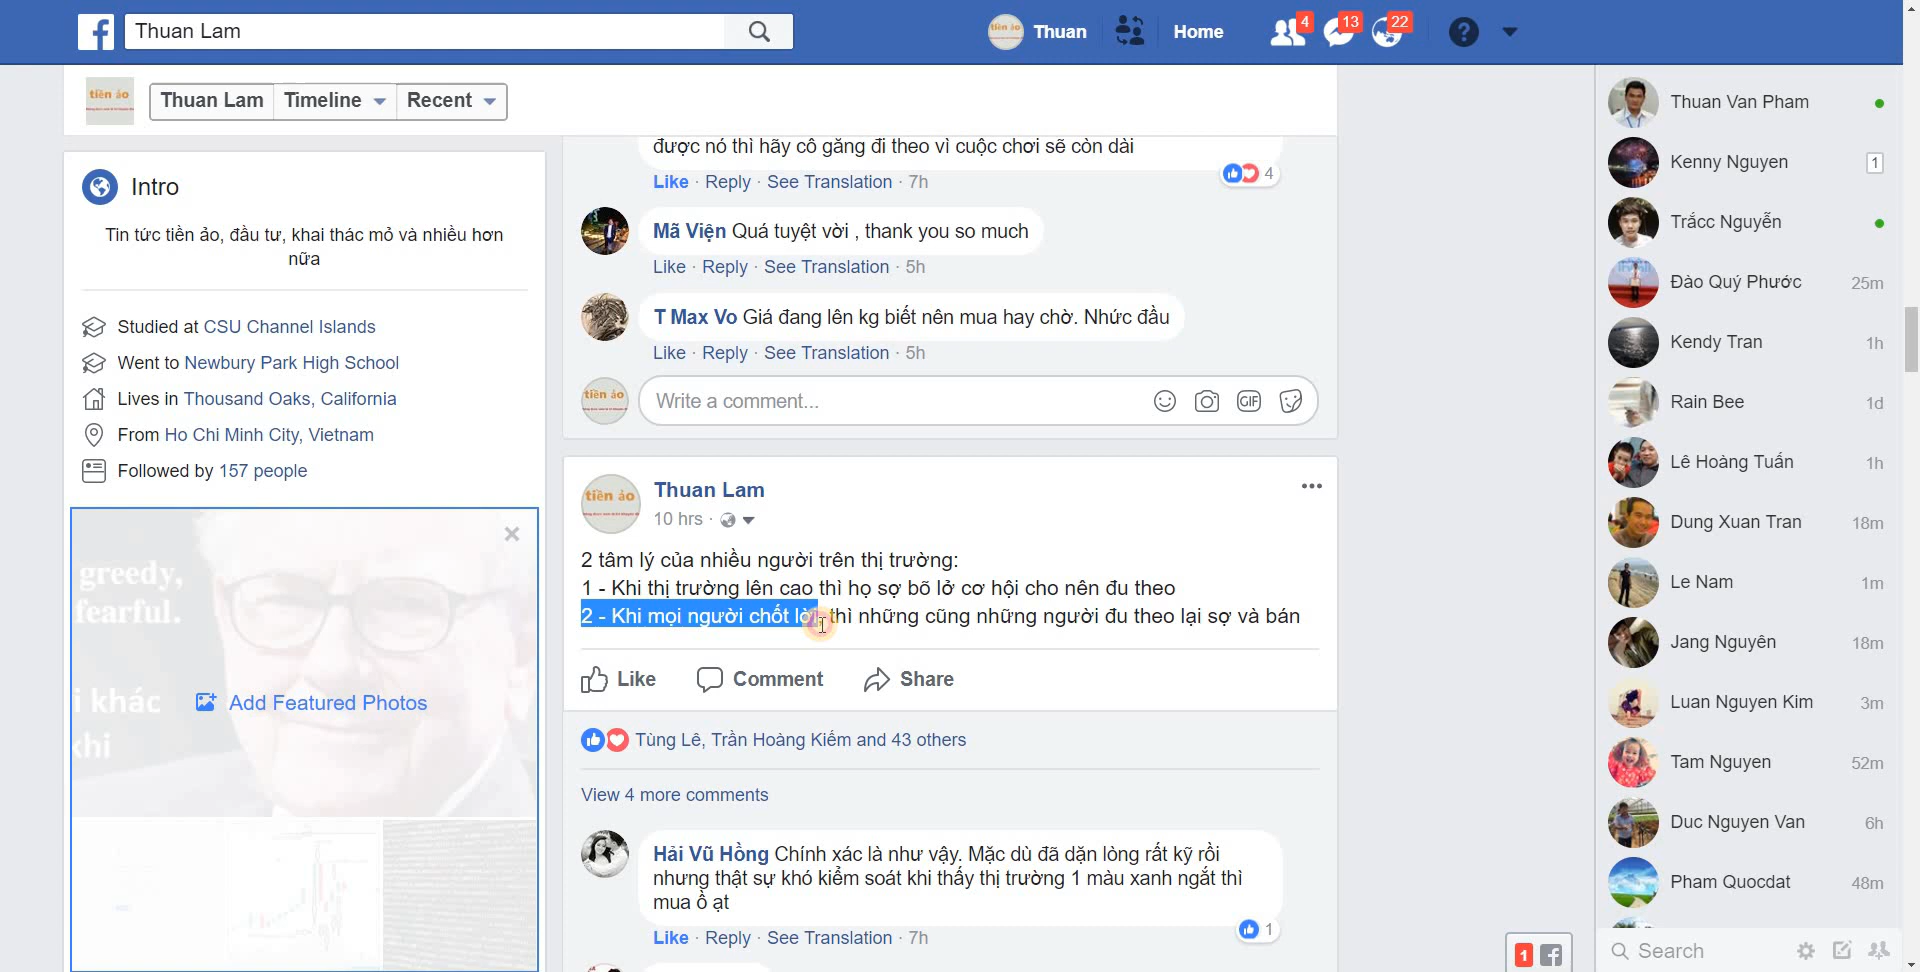 Thuan Lam
tiền ảo
Thuan
Home
4
13
22
?
tiền ảo
Thuan Lam
Timeline
Recent
Intro
Tin tức tiền ảo, đầu tư, khai thác mỏ và nhiều hơn
nữa
Studied at CSU Channel Islands
Went to Newbury Park High School
Lives in Thousand Oaks, California
From Ho Chi Minh City, Vietnam
Followed by 157 people
greedy,
fearful.
i khác
khi
Add Featured Photos
được nó thì hãy cố gắng đi theo vì cuộc chơi sẽ còn dài
Like · Reply · See Translation · 7h
4
Mã Viện Quá tuyệt vời , thank you so much
Like · Reply · See Translation · 5h
T Max Vo Giá đang lên kg biết nên mua hay chờ. Nhức đầu
Like · Reply · See Translation · 5h
tiền ảo
Write a comment...
GIF
tiền ảo
Thuan Lam
10 hrs ·
2 tâm lý của nhiều người trên thị trường:
1 - Khi thị trường lên cao thì họ sợ bõ lở cơ hội cho nên đu theo
2 - Khi mọi người chốt lời, thì những cũng những người đu theo lại sợ và bán
Like
Comment
Share
Tùng Lê, Trần Hoàng Kiếm and 43 others
View 4 more comments
Hải Vũ Hồng Chính xác là như vậy. Mặc dù đã dặn lòng rất kỹ rồi
nhưng thật sự khó kiểm soát khi thấy thị trường 1 màu xanh ngắt thì
mua ồ ạt
1
Like · Reply · See Translation · 7h
Thuan Van Pham
Kenny Nguyen 1
Trắcc Nguyễn
Đào Quý Phước 25m
Kendy Tran 1h
Rain Bee 1d
Lê Hoàng Tuấn 1h
Dung Xuan Tran 18m
Le Nam 1m
Jang Nguyên 18m
Luan Nguyen Kim 3m
Tam Nguyen 52m
Duc Nguyen Van 6h
Pham Quocdat 48m
1
Search